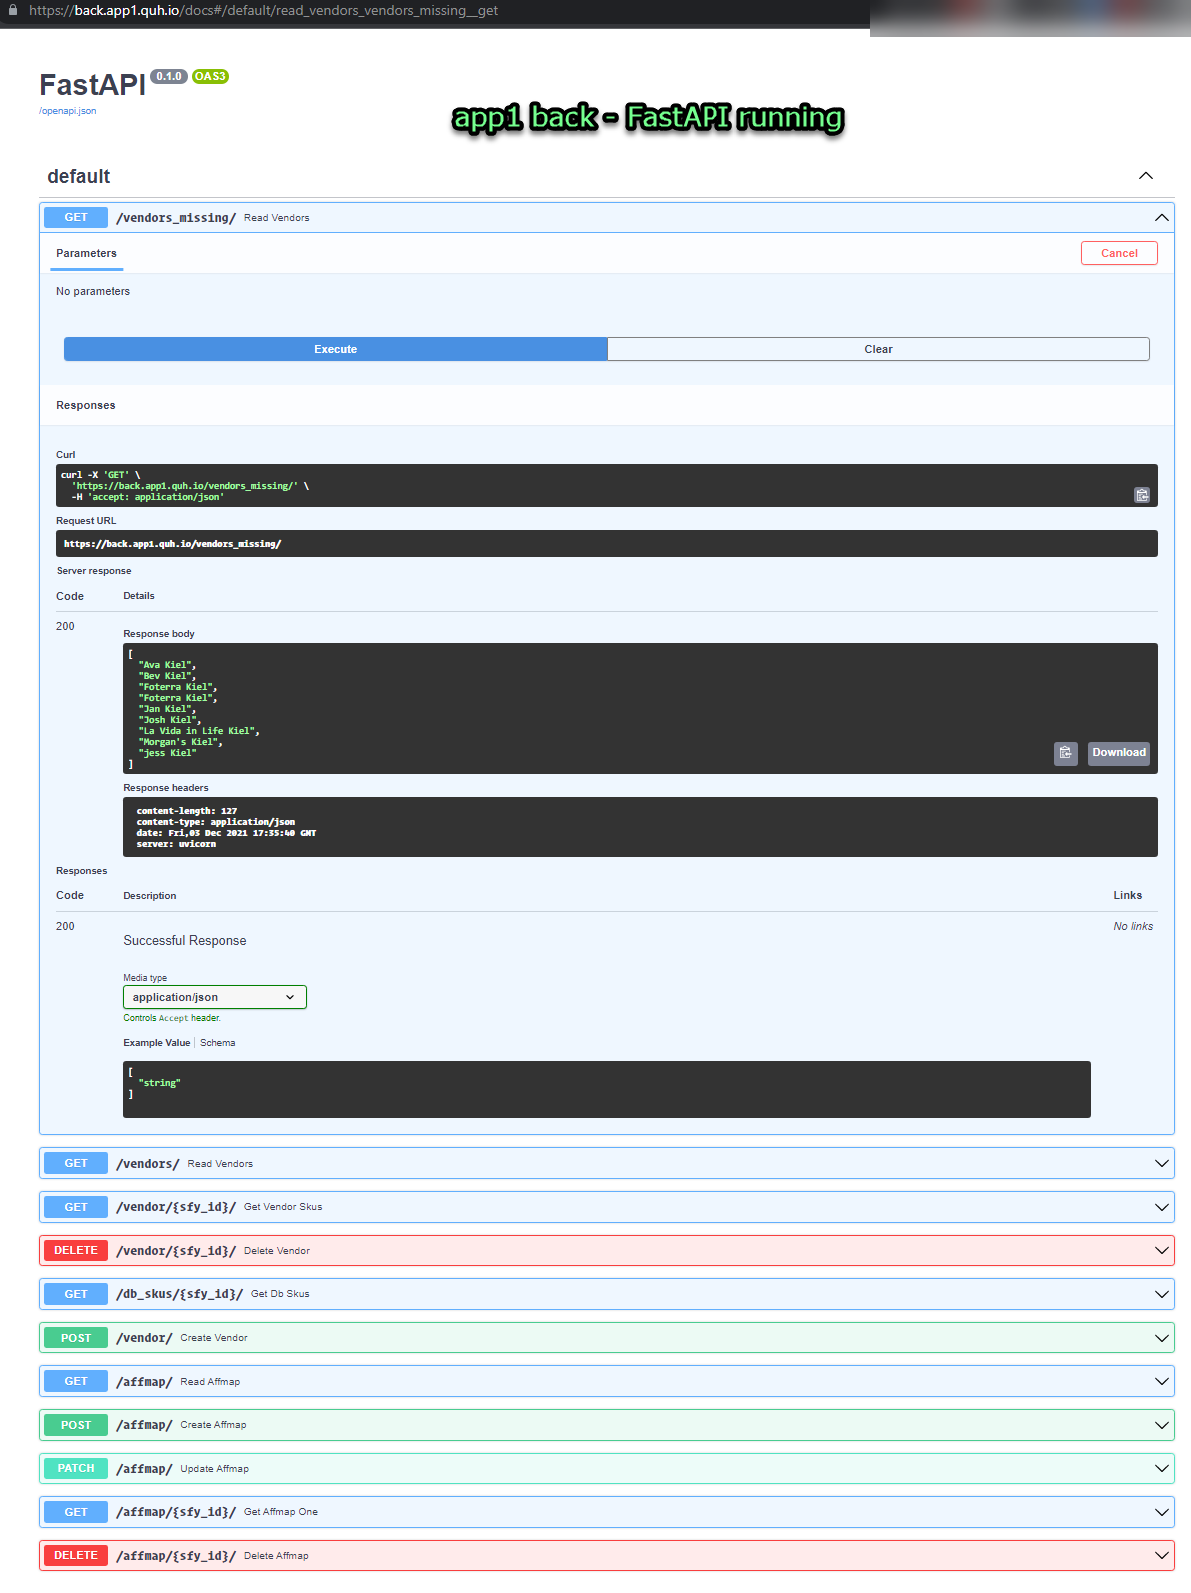 https://back.app1.quh.io/docs#/default/read_vendors_vendors_missing__get
FastAPI 0.1.0 OAS3
/openapi.json
app1 back - FastAPI running
default
GET /vendors_missing/ Read Vendors
Parameters
Cancel
No parameters
Execute
Clear
Responses
Curl
curl -X 'GET' \
'https://back.app1.quh.io/vendors_missing/' \
-H 'accept: application/json'
Request URL
https://back.app1.quh.io/vendors_missing/
Server response
Code Details
200
Response body
[
"Ava Kiel",
"Bev Kiel",
"Foterra Kiel",
"Foterra Kiel",
"Jan Kiel",
"Josh Kiel",
"La Vida in Life Kiel",
"Morgan's Kiel",
"jess Kiel"
]
Download
Response headers
content-length: 127
content-type: application/json
date: Fri,03 Dec 2021 17:35:40 GMT
server: uvicorn
Responses
Code Description Links
200
Successful Response
No links
Media type
application/json
Controls Accept header.
Example Value Schema
[
"string"
]
GET /vendors/ Read Vendors
GET /vendor/{sfy_id}/ Get Vendor Skus
DELETE /vendor/{sfy_id}/ Delete Vendor
GET /db_skus/{sfy_id}/ Get Db Skus
POST /vendor/ Create Vendor
GET /affmap/ Read Affmap
POST /affmap/ Create Affmap
PATCH /affmap/ Update Affmap
GET /affmap/{sfy_id}/ Get Affmap One
DELETE /affmap/{sfy_id}/ Delete Affmap